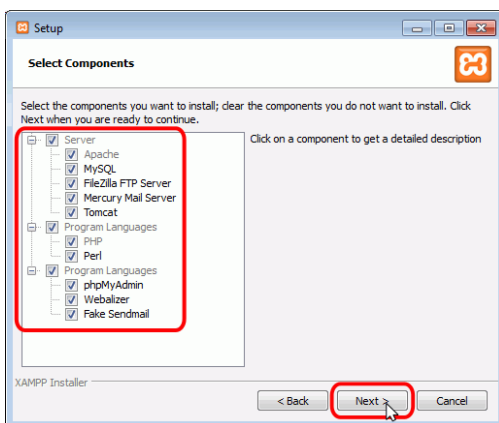 Setup
Select Components
Select the components you want to install; clear the components you do not want to install. Click
Next when you are ready to continue.
Server
Apache
MySQL
FileZilla FTP Server
Mercury Mail Server
Tomcat
Program Languages
PHP
Perl
Program Languages
phpMyAdmin
Webalizer
Fake Sendmail
Click on a component to get a detailed description
XAMPP Installer
< Back Next > Cancel